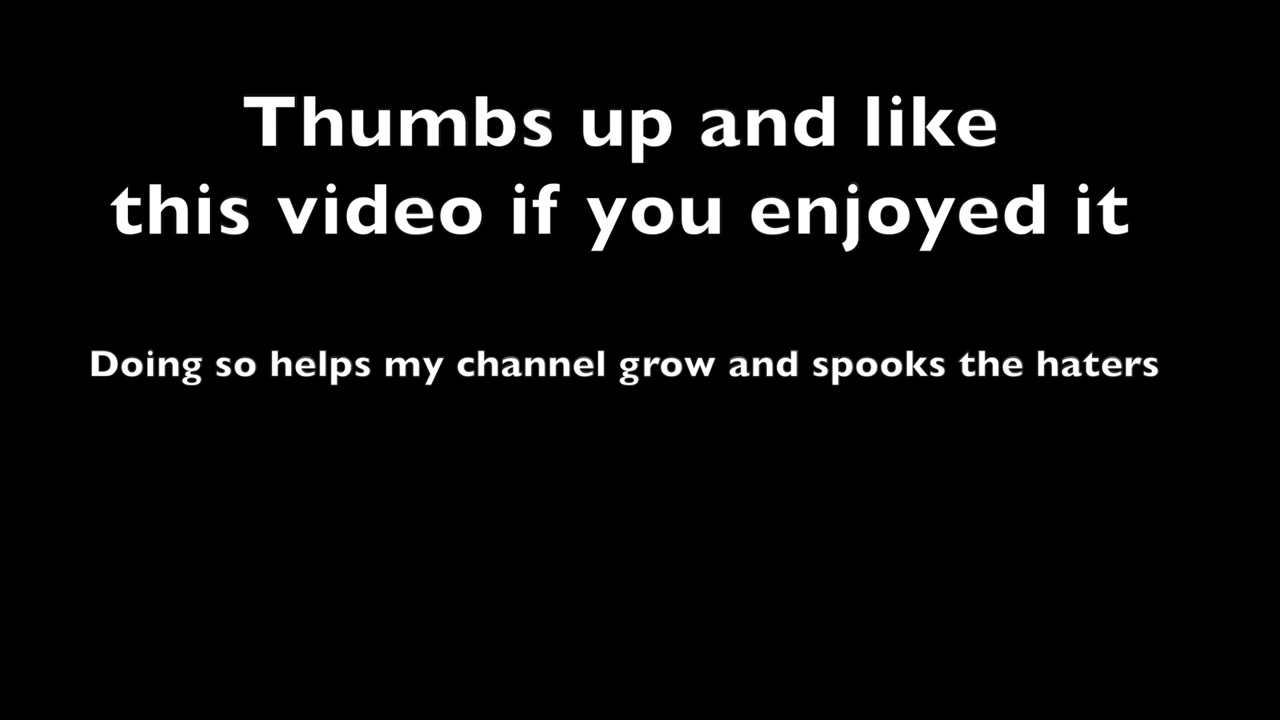 Thumbs up and like
this video if you enjoyed it
Doing so helps my channel grow and spooks the haters